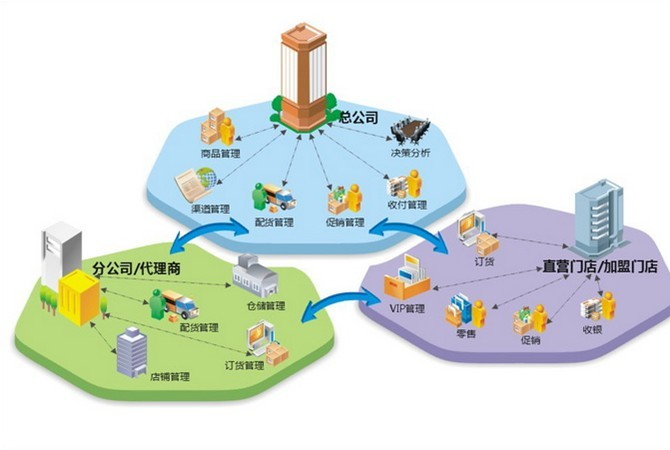 总公司
商品管理
决策分析
渠道管理
配货管理
促销管理
收付管理
分公司/代理商
仓储管理
配货管理
订货管理
店铺管理
直营门店/加盟门店
订货
VIP管理
零售
促销
收银